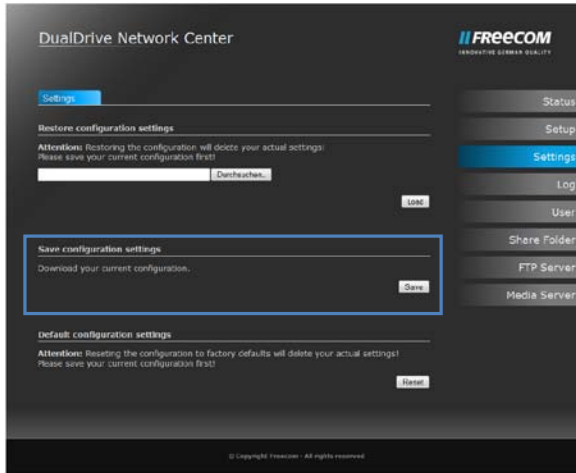 DualDrive Network Center
FREECOM
INNOVATIVE GERMAN QUALITY
Settings
Restore configuration settings
Attention: Restoring the configuration will delete your actual settings!
Please save your current configuration first!
Durchsuchen...
Load
Save configuration settings
Download your current configuration.
Save
Default configuration settings
Attention: Reseting the configuration to factory defaults will delete your actual settings!
Please save your current configuration first!
Reset
Status
Setup
Settings
Log
User
Share Folder
FTP Server
Media Server
© Copyright Freecom - All rights reserved